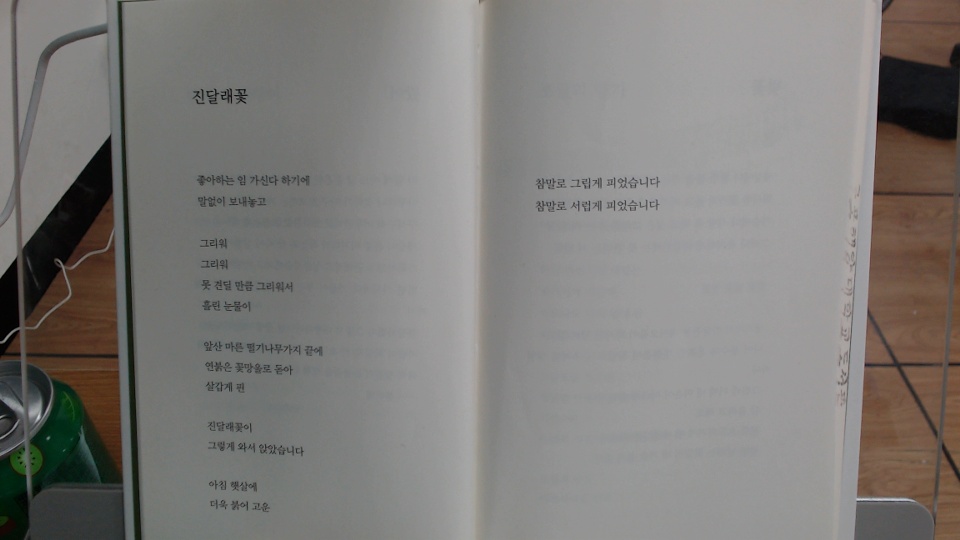 진달래꽃
좋아하는 임 가신다 하기에
말없이 보내놓고
그리워
그리워
못 견딜 만큼 그리워서
흘린 눈물이
앞산 마른 떨기나무가지 끝에
연붉은 꽃망울로 돋아
살갑게 핀
진달래꽃이
그렇게 와서 앉았습니다
아침 햇살에
더욱 붉어 고운
참말로 그립게 피었습니다
참말로 서럽게 피었습니다